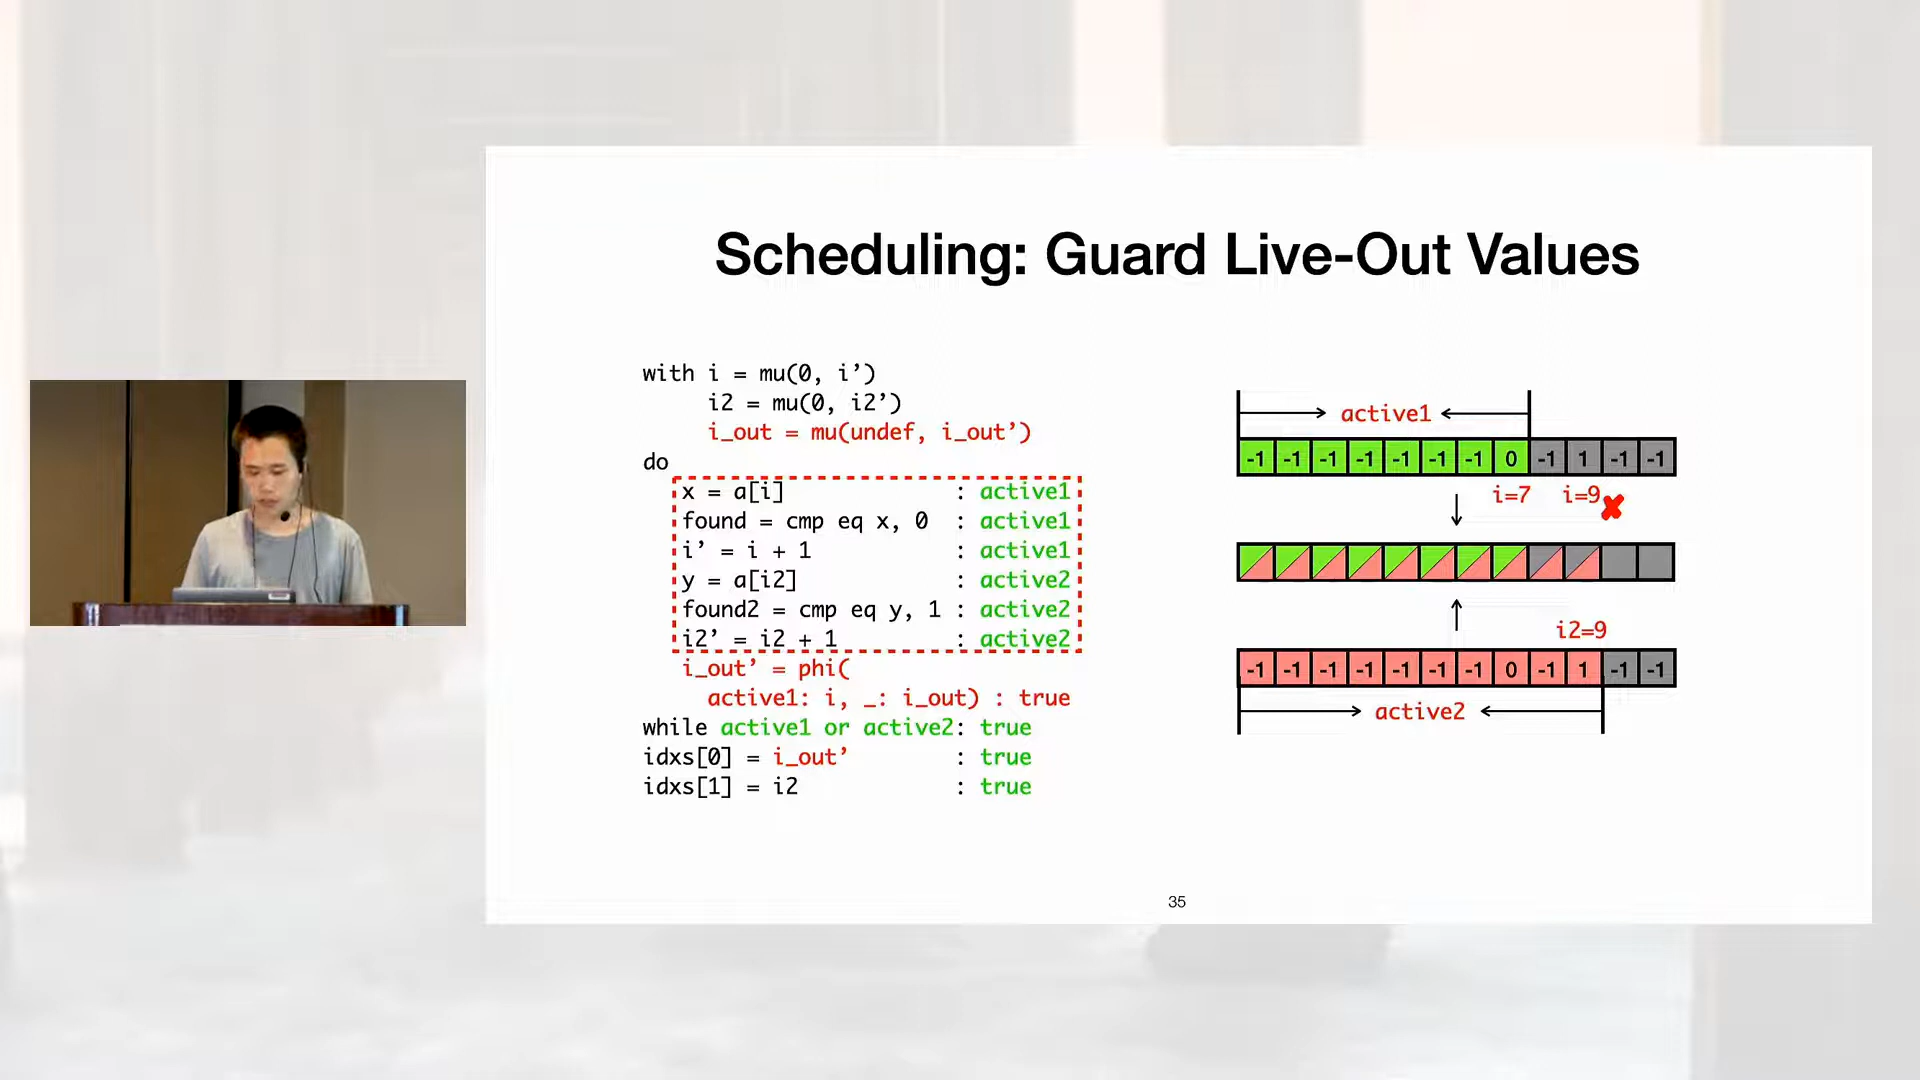 Scheduling: Guard Live-Out Values
with i = mu(0, i’)
i2 = mu(0, i2’)
i_out = mu(undef, i_out’)
do
x = a[i] : active1
found = cmp eq x, 0 : active1
i’ = i + 1 : active1
y = a[i2] : active2
found2 = cmp eq y, 1 : active2
i2’ = i2 + 1 : active2
i_out’ = phi(
active1: i, _: i_out) : true
while active1 or active2: true
idxs[0] = i_out’ : true
idxs[1] = i2 : true
active1
-1 -1 -1 -1 -1 -1 -1 0 -1 1 -1 -1
i=7 i=9
i2=9
-1 -1 -1 -1 -1 -1 -1 0 -1 1 -1 -1
active2
35